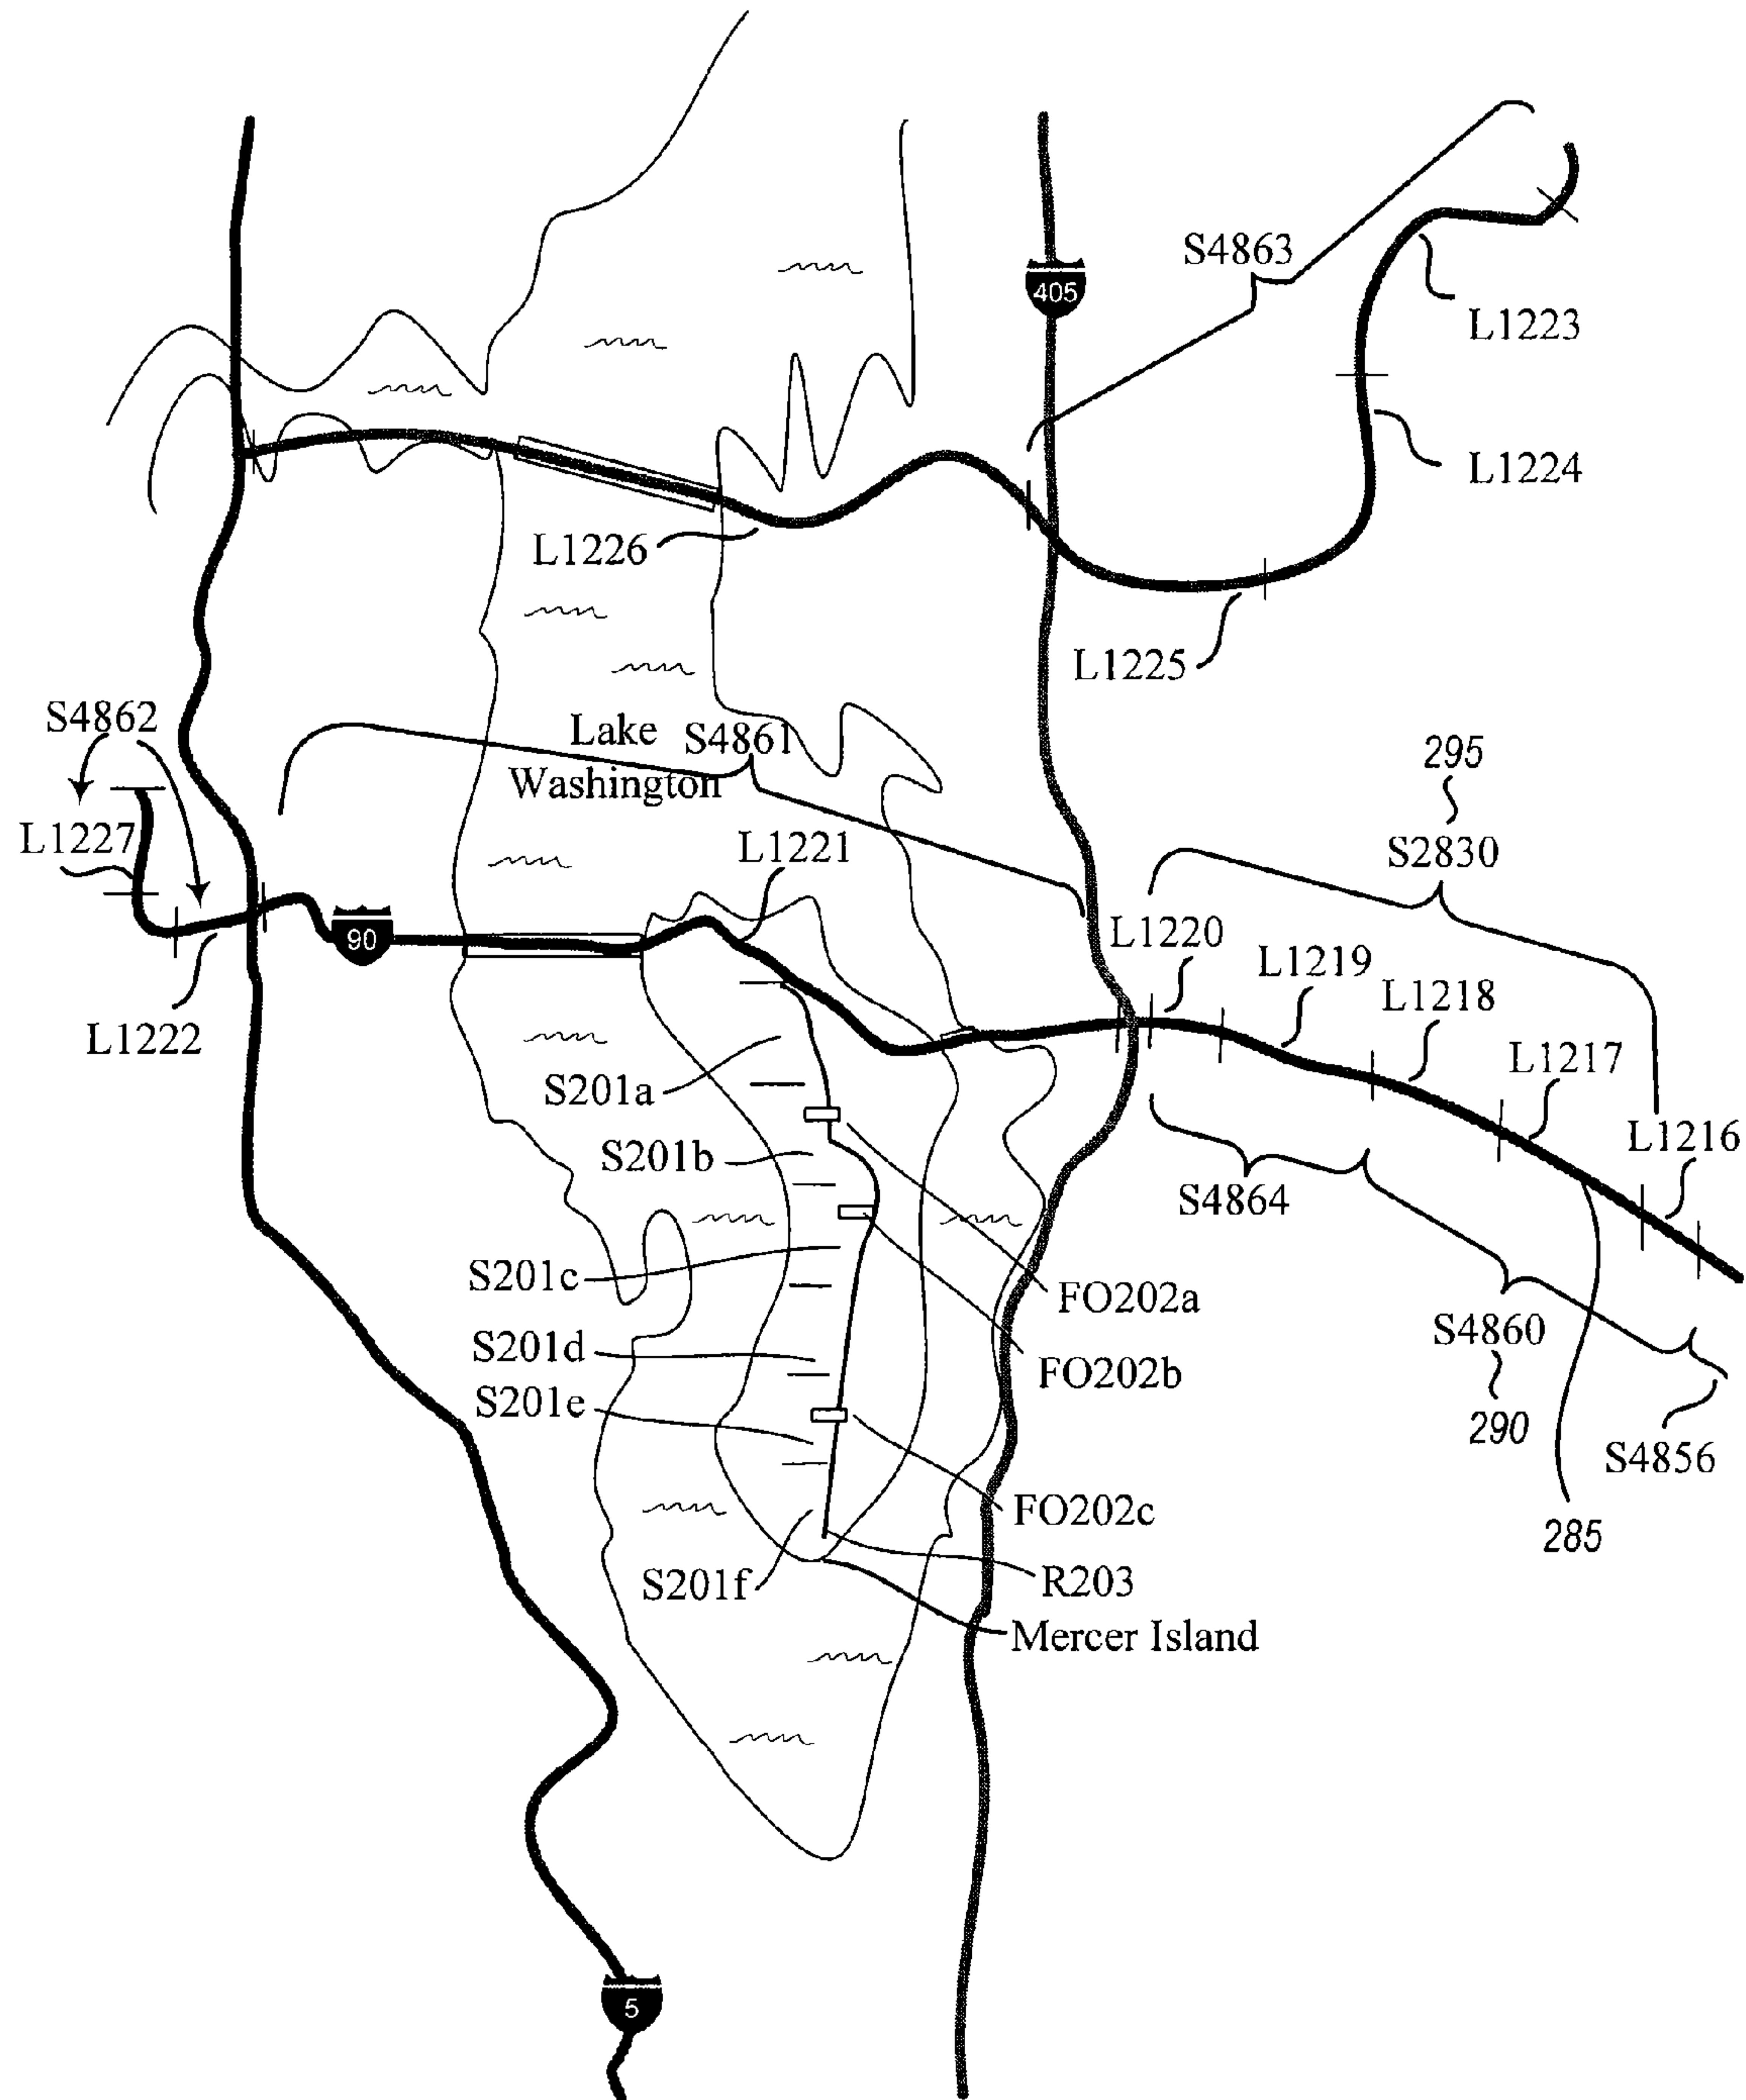 S4863
405
L1223
L1224
L1226
L1225
S4862
Lake
Washington
S4861
295
S2830
L1227
L1221
90
L1220
L1219
L1218
L1222
L1217
S201a
L1216
S201b
S4864
S201c
FO202a
S4860
S201d
FO202b
S201e
290
S4856
FO202c
285
S201f
R203
Mercer Island
5